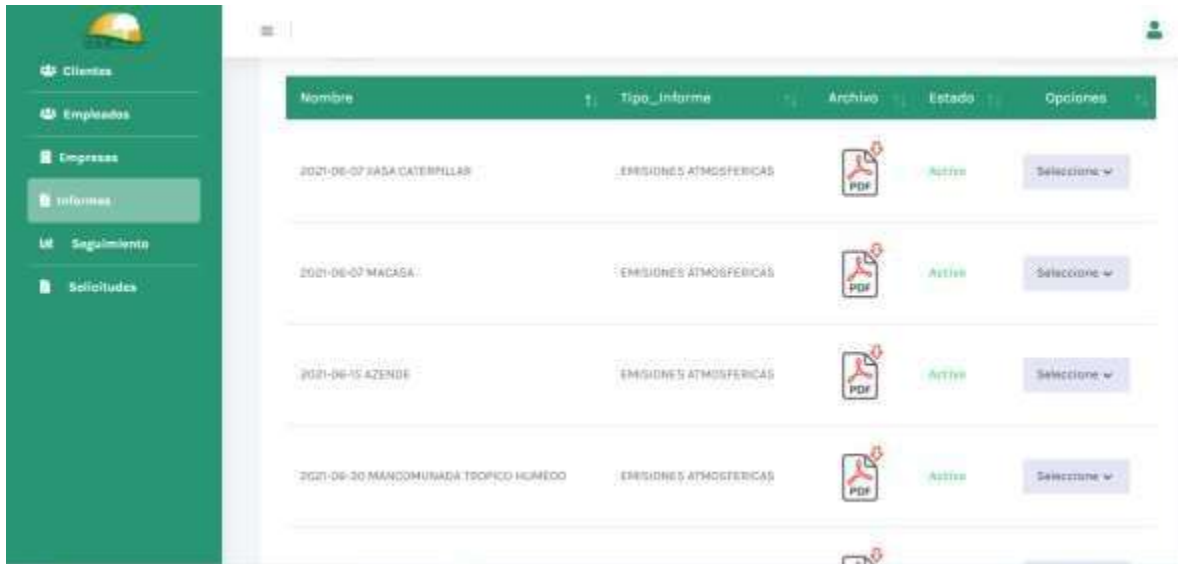 Clientes
Empleados
Empresas
Informes
Seguimiento
Solicitudes
Nombre Tipo_Informe Archivo Estado Opciones
2021-06-07 CATERPILLAR EMISIONES ATMOSFERICAS PDF Activo Seleccione
2021-06-07 MACASA EMISIONES ATMOSFERICAS PDF Activo Seleccione
2021-06-15 AZENDE EMISIONES ATMOSFERICAS PDF Activo Seleccione
2021-06-30 MANCOMUNADA TROPICO HUMEDO EMISIONES ATMOSFERICAS PDF Activo Seleccione